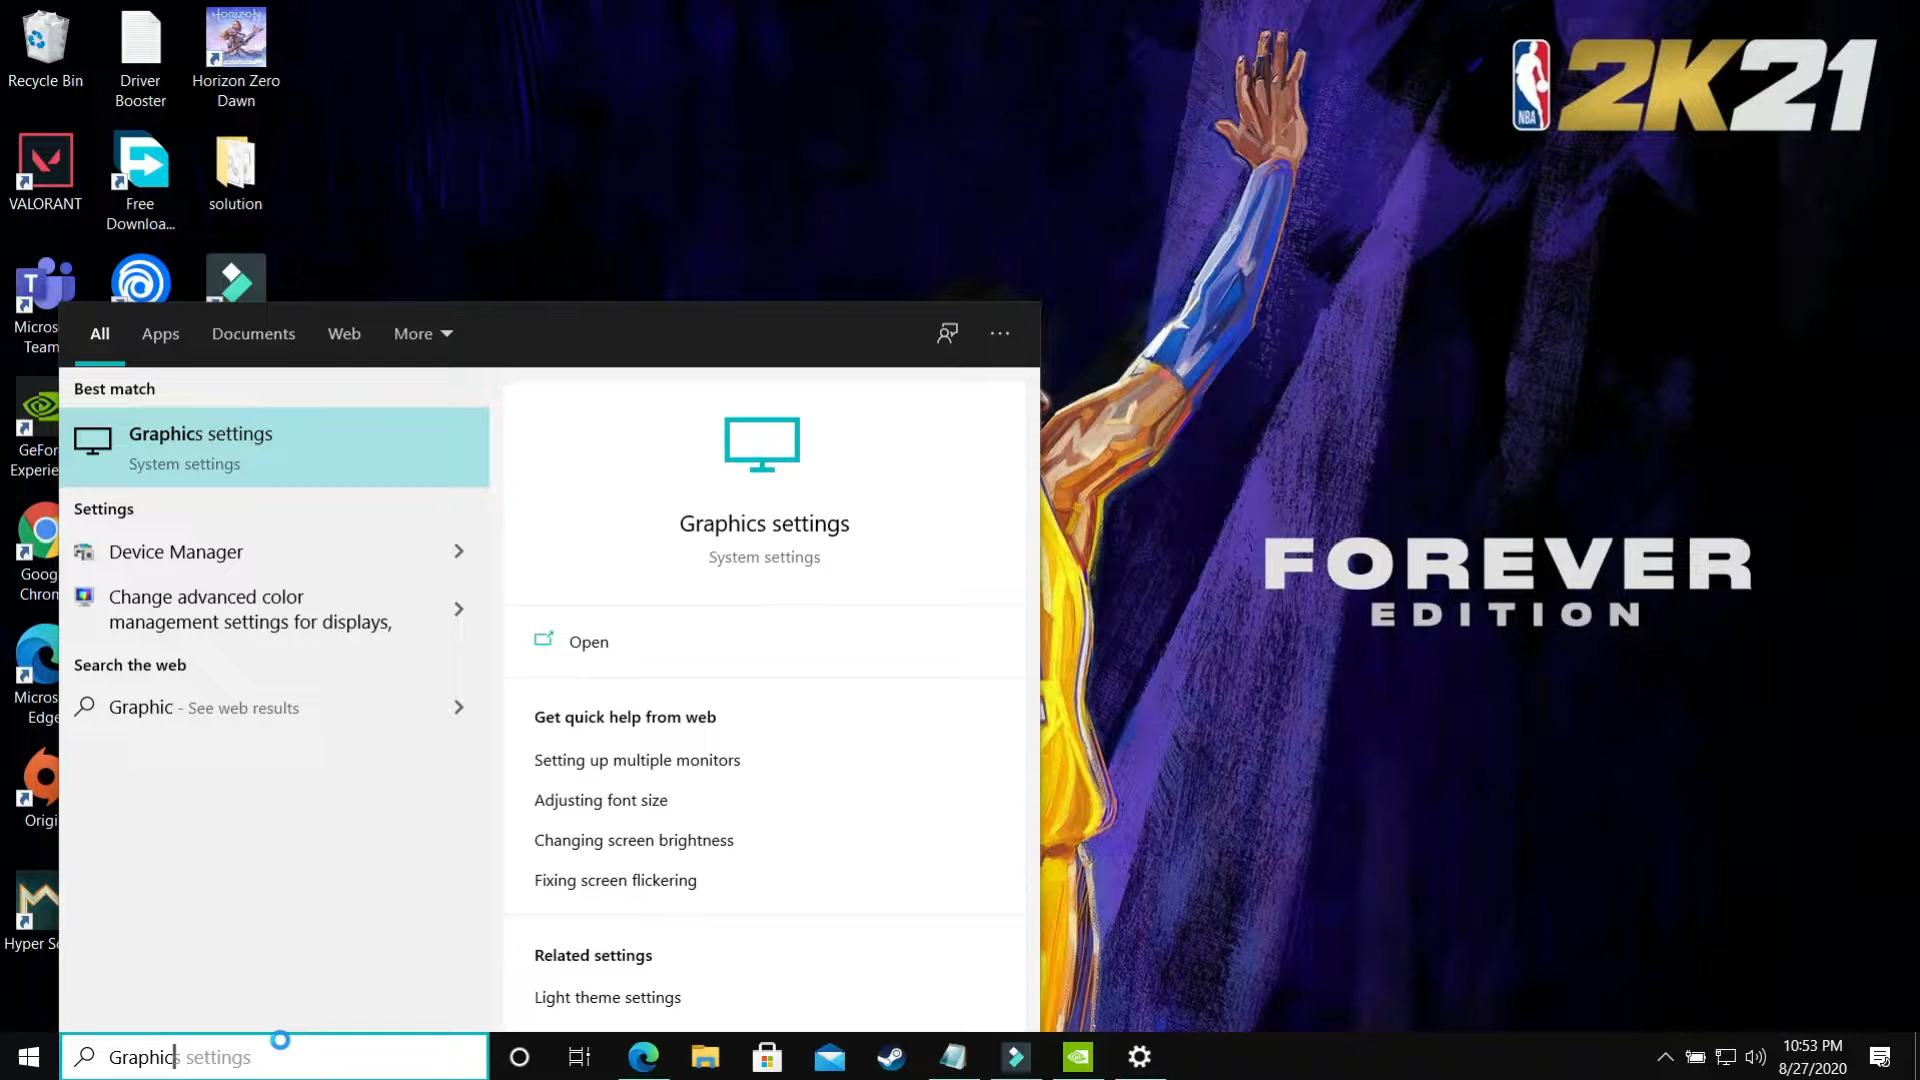 Recycle Bin
Driver
Booster
Horizon Zero
Dawn
VALORANT
Free
Downloa...
solution
Micros
Team
GeFor
Experie
Goog
Chrom
Micros
Edge
Origi
Hyper Sc
HORIZON
NBA
2K21
FOREVER
EDITION
All
Apps
Documents
Web
More
Best match
Graphics settings
System settings
Settings
Device Manager
Change advanced color
management settings for displays,
Search the web
Graphic - See web results
Graphics settings
System settings
Open
Get quick help from web
Setting up multiple monitors
Adjusting font size
Changing screen brightness
Fixing screen flickering
Related settings
Light theme settings
Graphics settings
10:53 PM
8/27/2020